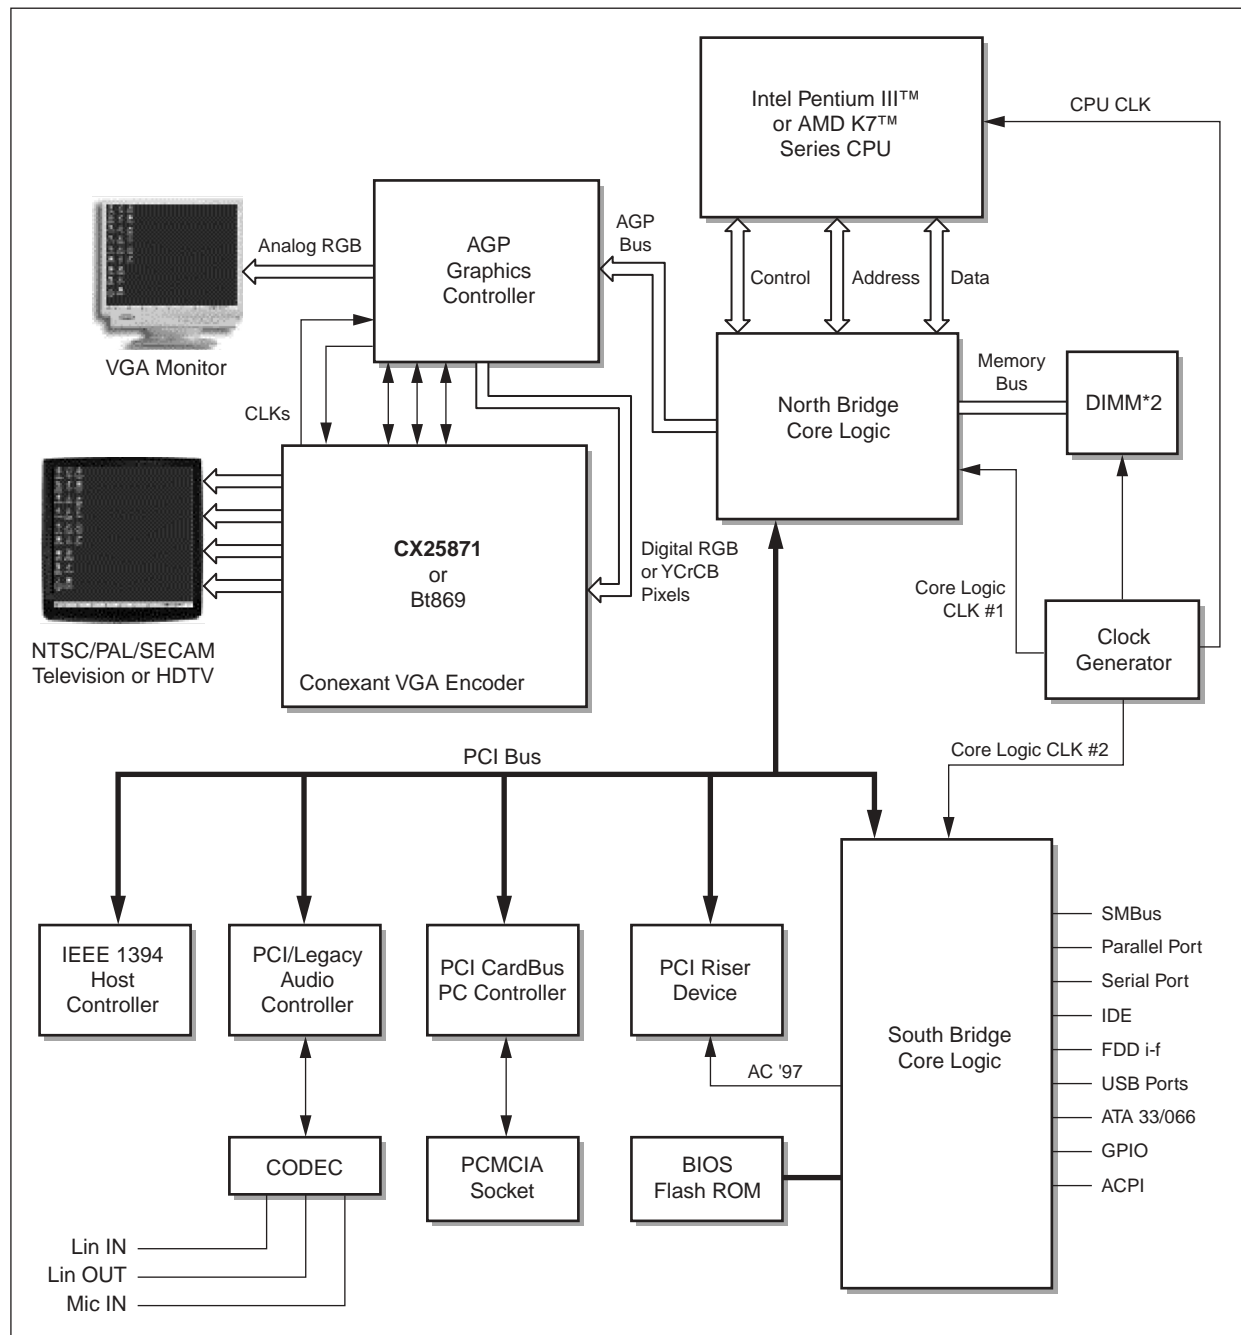 Intel Pentium III™
or AMD K7™
Series CPU
CPU CLK
AGP
Graphics
Controller
AGP
Bus
Analog RGB
VGA Monitor
Control
Address
Data
North Bridge
Core Logic
Memory
Bus
DIMM*2
CLKs
CX25871
or
Bt869
Conexant VGA Encoder
Digital RGB
or YCrCB
Pixels
NTSC/PAL/SECAM
Television or HDTV
Core Logic
CLK #1
Clock
Generator
Core Logic CLK #2
PCI Bus
IEEE 1394
Host
Controller
PCI/Legacy
Audio
Controller
PCI CardBus
PC Controller
PCI Riser
Device
South Bridge
Core Logic
SMBus
Parallel Port
Serial Port
IDE
FDD i-f
USB Ports
ATA 33/066
GPIO
ACPI
AC '97
CODEC
PCMCIA
Socket
BIOS
Flash ROM
Lin IN
Lin OUT
Mic IN